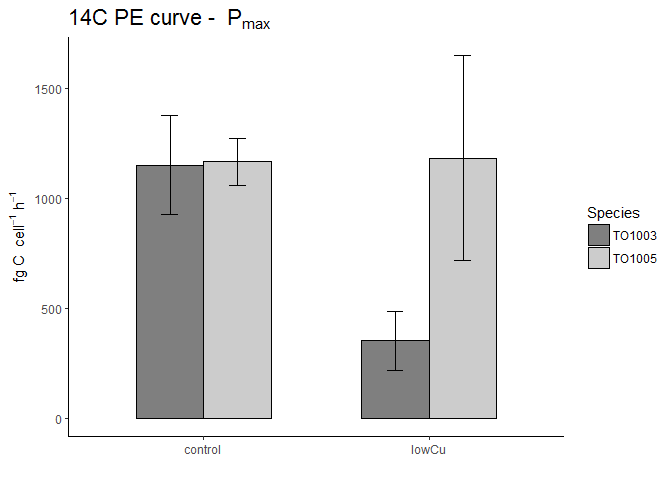 14C PE curve - Pmax
fg C cell⁻¹ h⁻¹
1500
1000
500
0
control
lowCu
Species
TO1003
TO1005